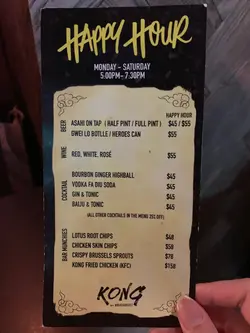 HAPPY HOUR
MONDAY - SATURDAY
5.00PM- 7.30PM
HAPPY HOUR
BEER
ASAHI ON TAP ( HALF PINT / FULL PINT ) $45 / $55
GWEI LO BOTLLE / HEROES CAN $55
WINE
RED, WHITE, ROSÉ $55
COCKTAIL
BOURBON GINGER HIGHBALL $45
VODKA FA DIU SODA $45
GIN & TONIC $45
BAIJU & TONIC $45
(ALL OTHER COCKTAILS IN THE MENU 25% OFF)
BAR MUNCHIES
LOTUS ROOT CHIPS $48
CHICKEN SKIN CHIPS $58
CRISPY BRUSSELS SPROUTS $78
KONG FRIED CHICKEN (KFC) $158
KONG